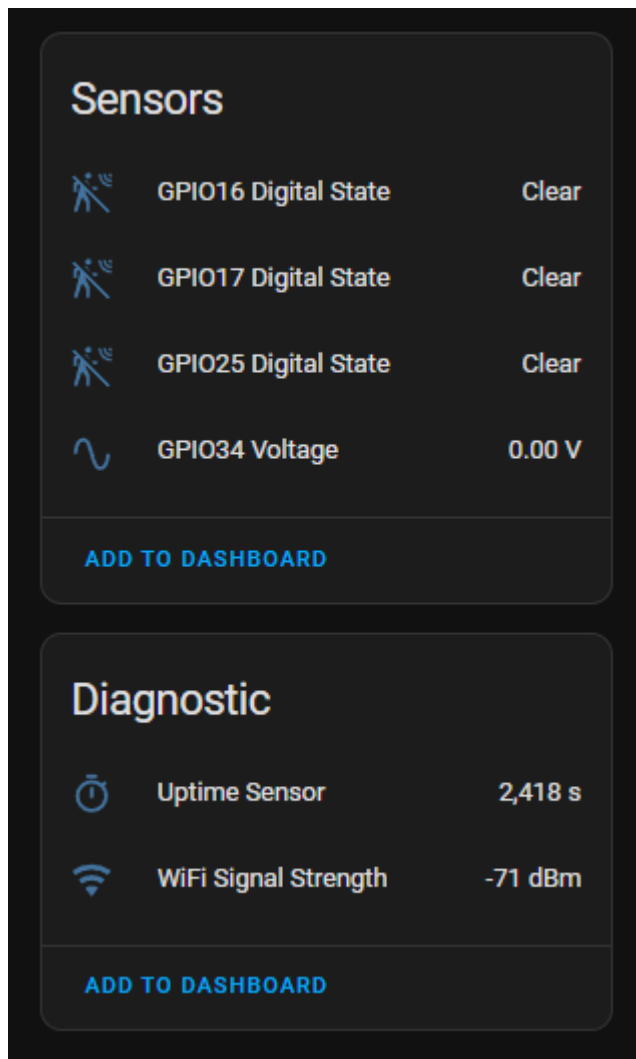 Sensors
GPIO16 Digital State Clear
GPIO17 Digital State Clear
GPIO25 Digital State Clear
GPIO34 Voltage 0.00 V
ADD TO DASHBOARD
Diagnostic
Uptime Sensor 2,418 s
WiFi Signal Strength -71 dBm
ADD TO DASHBOARD